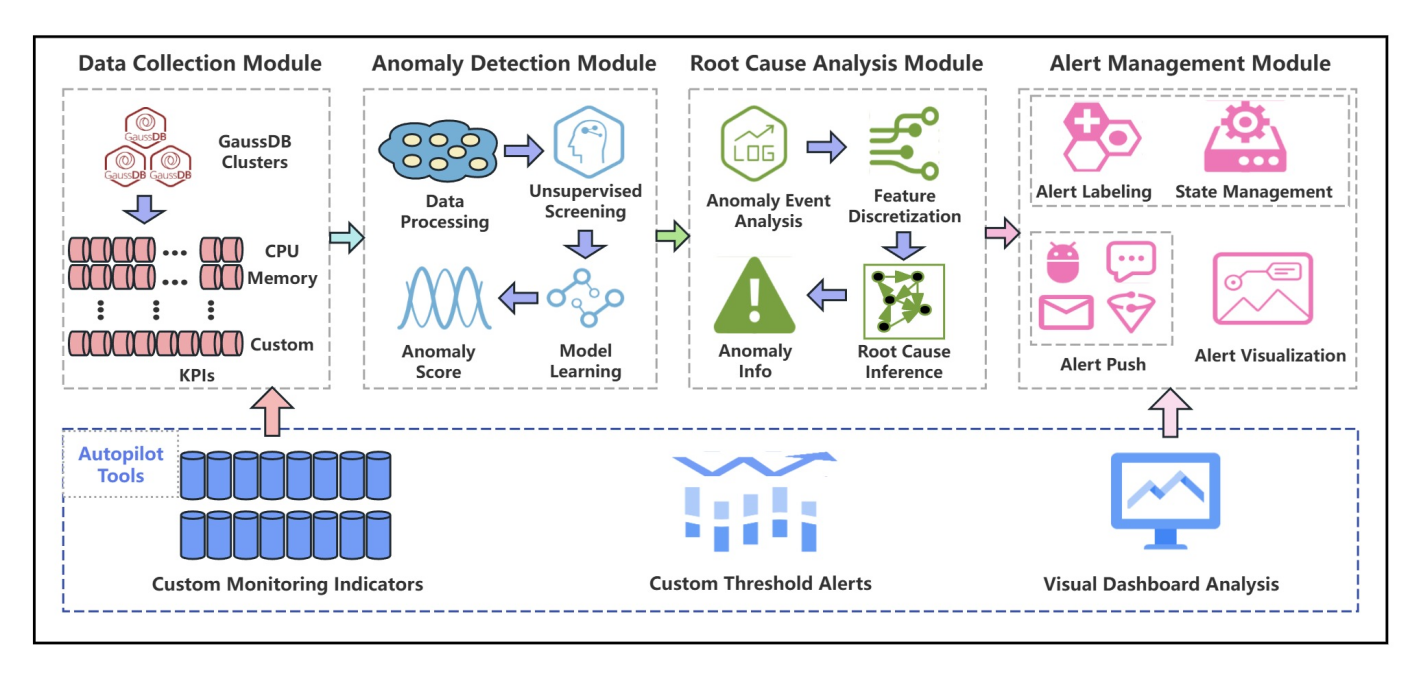 Data Collection Module
Anomaly Detection Module
Root Cause Analysis Module
Alert Management Module
GaussDB
GaussDB
GaussDB
GaussDB
Clusters
CPU
Memory
Custom
KPIs
Data
Processing
Unsupervised
Screening
Anomaly
Score
Model
Learning
LOG
Anomaly Event
Analysis
Feature
Discretization
Anomaly
Info
Root Cause
Inference
Alert Labeling
State Management
Alert Push
Alert Visualization
Autopilot
Tools
Custom Monitoring Indicators
Custom Threshold Alerts
Visual Dashboard Analysis